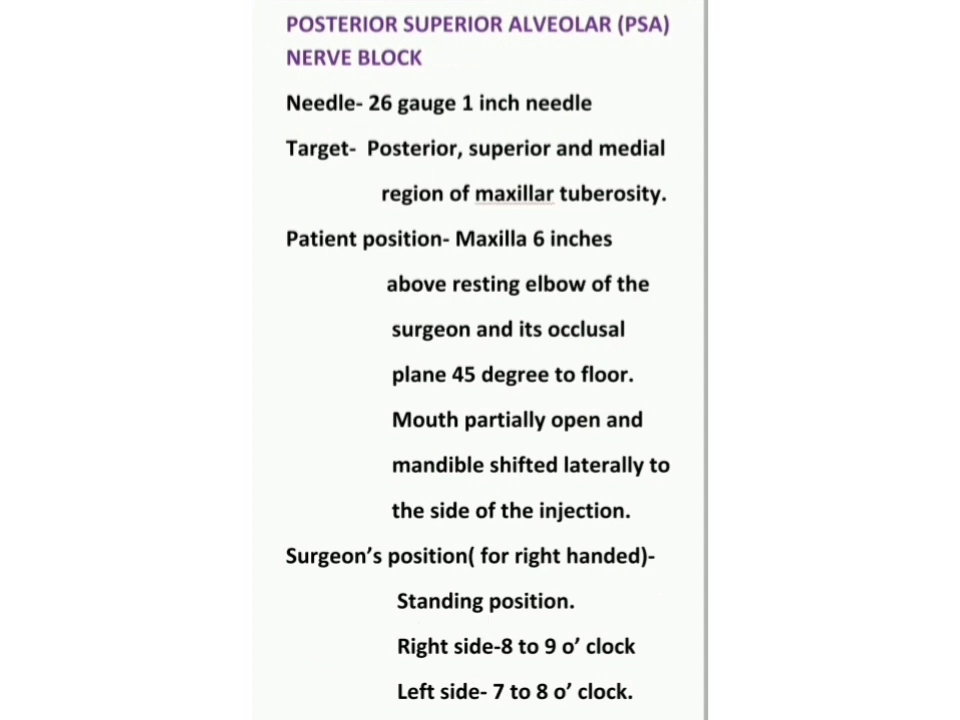 POSTERIOR SUPERIOR ALVEOLAR (PSA)
NERVE BLOCK
Needle- 26 gauge 1 inch needle
Target-  Posterior, superior and medial
region of maxillar tuberosity.
Patient position- Maxilla 6 inches
above resting elbow of the
surgeon and its occlusal
plane 45 degree to floor.
Mouth partially open and
mandible shifted laterally to
the side of the injection.
Surgeon’s position( for right handed)-
Standing position.
Right side-8 to 9 o’ clock
Left side- 7 to 8 o’ clock.